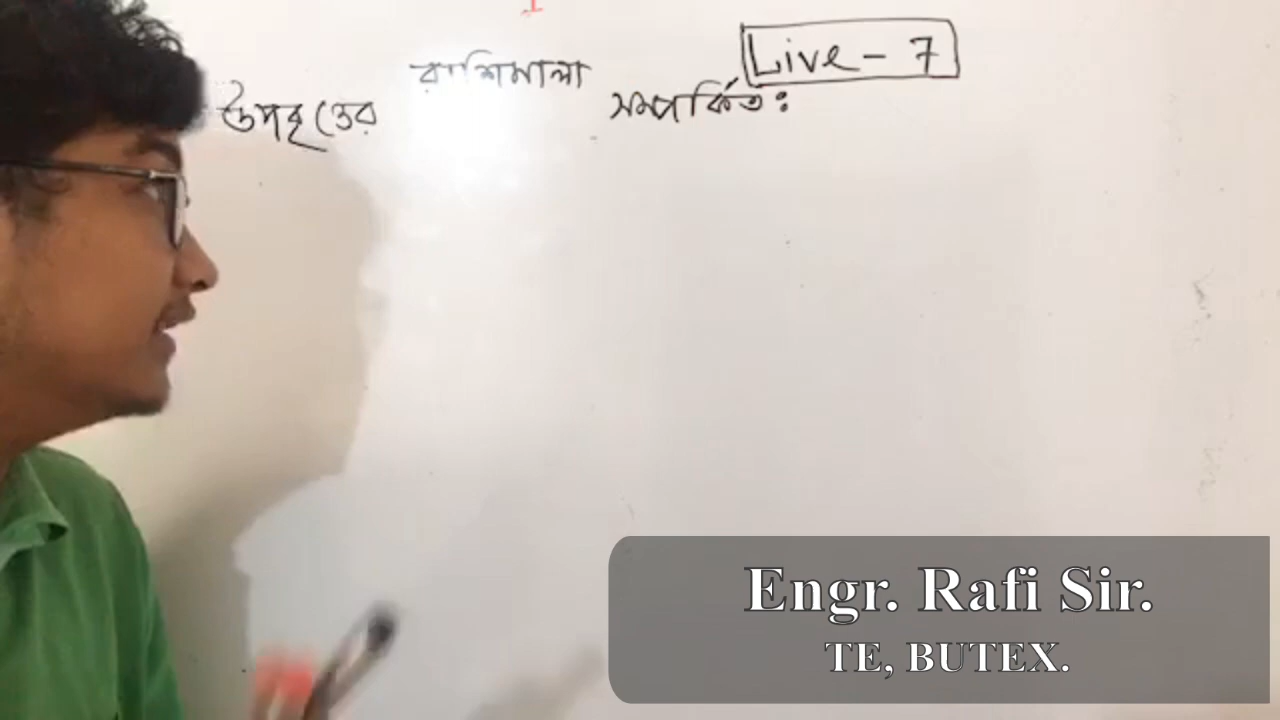 Live - 7
উপবৃত্তের রাশিমালা সম্পর্কিত :
Engr. Rafi Sir.
TE, BUTEX.